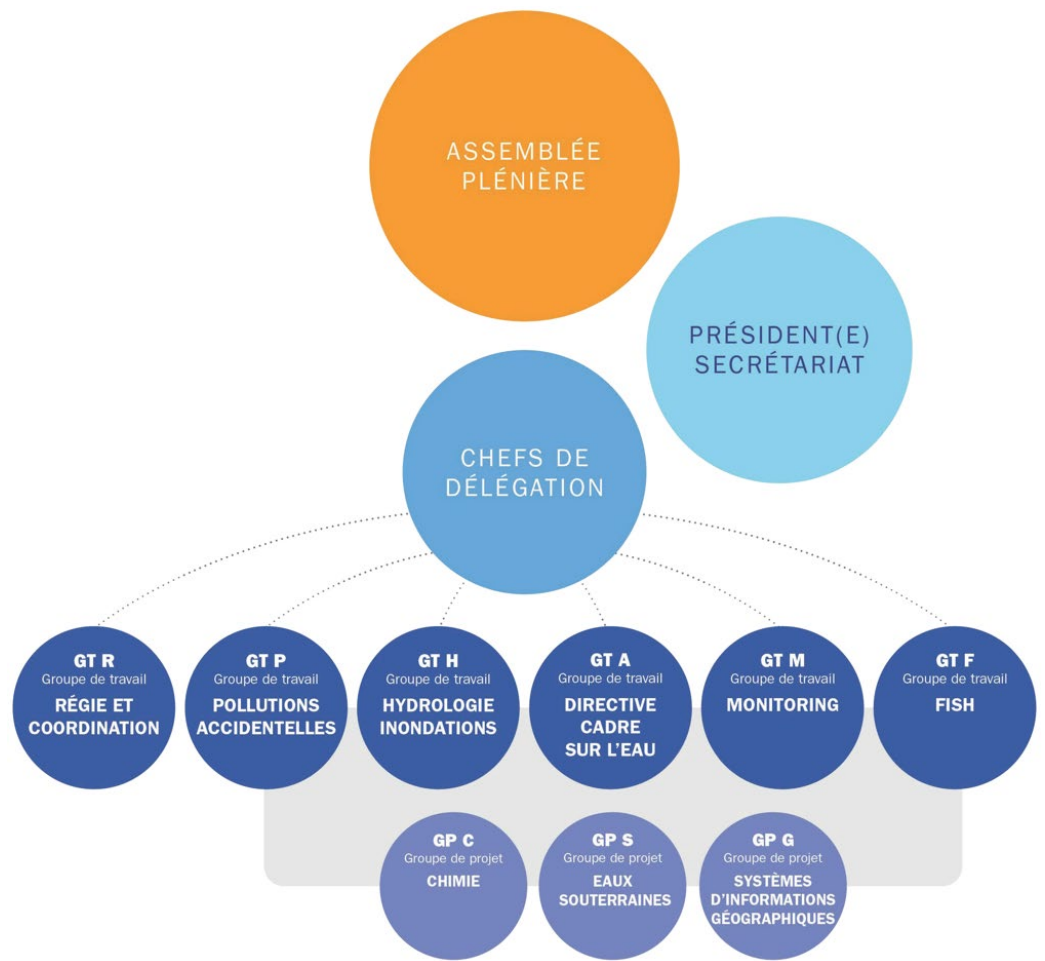 ASSEMBLÉE
PLÉNIÈRE
PRÉSIDENT(E)
SECRÉTARIAT
CHEFS DE
DÉLÉGATION
GT R
Groupe de travail
RÉGIE ET
COORDINATION
GT P
Groupe de travail
POLLUTIONS
ACCIDENTELLES
GT H
Groupe de travail
HYDROLOGIE
INONDATIONS
GT A
Groupe de travail
DIRECTIVE
CADRE
SUR L'EAU
GT M
Groupe de travail
MONITORING
GT F
Groupe de travail
FISH
GP C
Groupe de projet
CHIMIE
GP S
Groupe de projet
EAUX
SOUTERRAINES
GP G
Groupe de projet
SYSTÈMES
D'INFORMATIONS
GÉOGRAPHIQUES